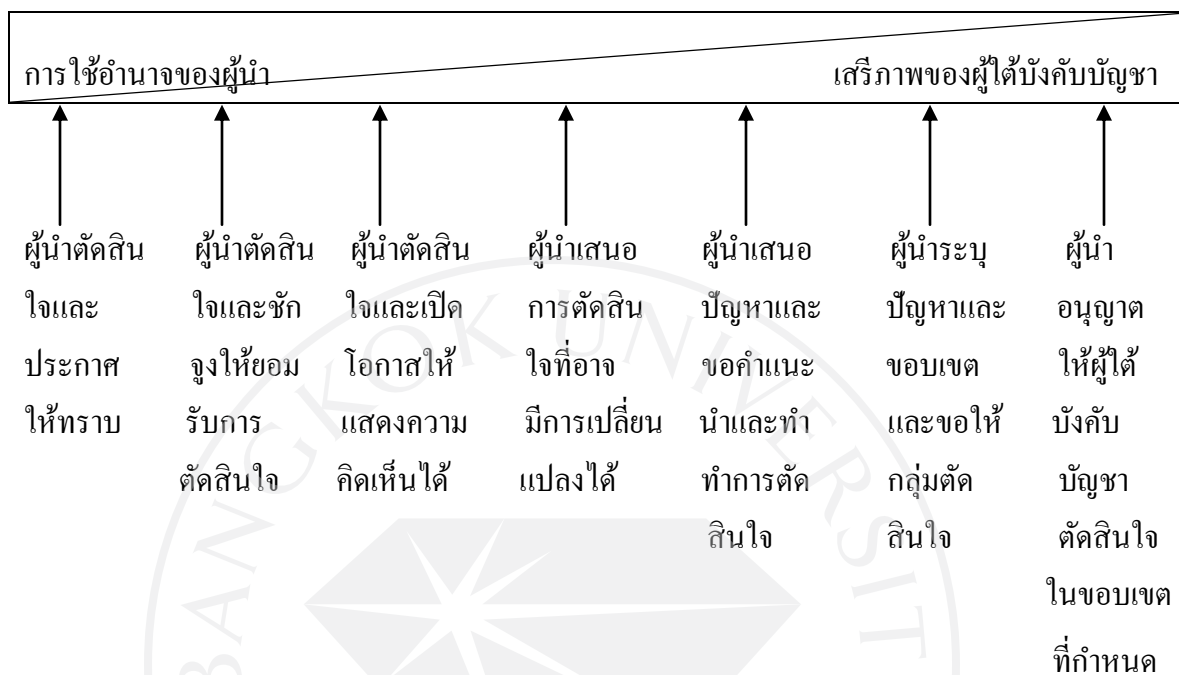 การใช้อำนาจของผู้นำ
เสรีภาพของผู้ใต้บังคับบัญชา
ผู้นำตัดสิน
ใจและ
ประกาศ
ให้ทราบ
ผู้นำตัดสิน
ใจและชัก
จูงให้ยอม
รับการ
ตัดสินใจ
ผู้นำตัดสิน
ใจและเปิด
โอกาสให้
แสดงความ
คิดเห็นได้
ผู้นำเสนอ
การตัดสิน
ใจที่อาจ
มีการเปลี่ยน
แปลงได้
ผู้นำเสนอ
ปัญหาและ
ขอคำแนะ
นำและทำ
ทำการตัด
สินใจ
ผู้นำระบุ
ปัญหาและ
ขอบเขต
และขอให้
กลุ่มตัด
สินใจ
ผู้นำ
อนุญาต
ให้ผู้ใต้
บังคับ
บัญชา
ตัดสินใจ
ในขอบเขต
ที่กำหนด
BANGKOK UNIVERSIT